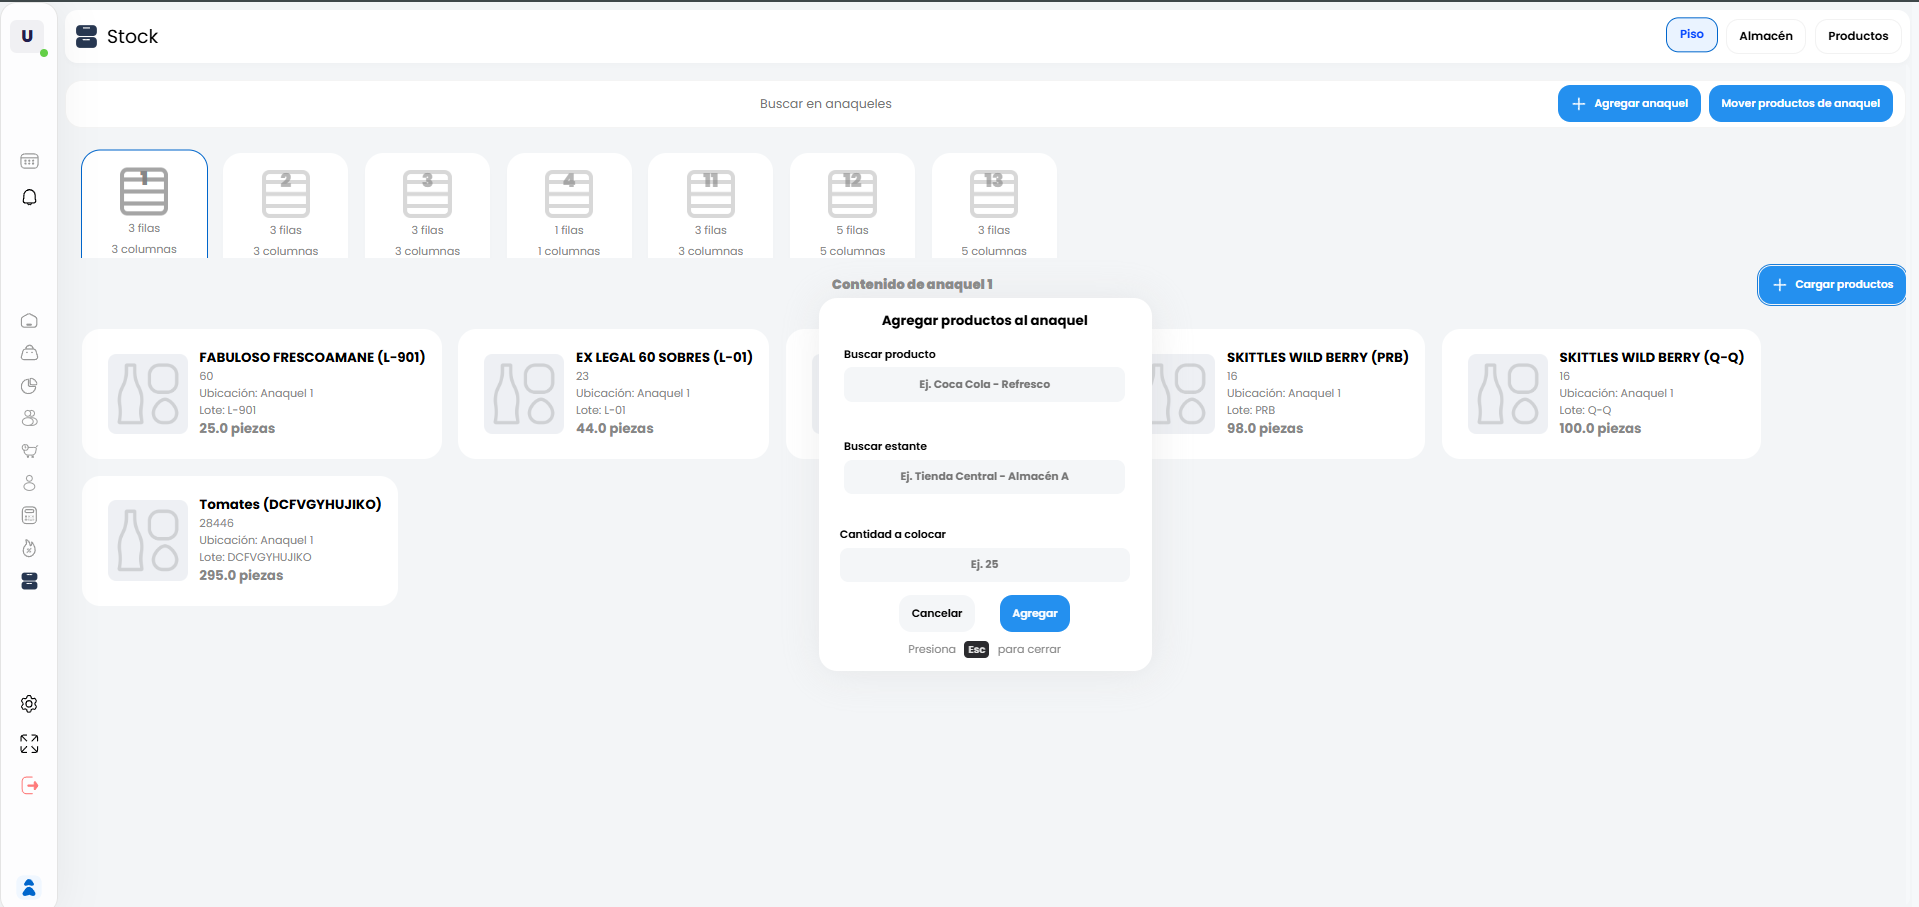 U
Stock
Piso
Almacén
Productos
Buscar en anaqueles
Agregar anaquel
Mover productos de anaquel
1
3 filas
3 columnas
2
3 filas
3 columnas
3
3 filas
3 columnas
4
1 filas
1 columnas
11
3 filas
3 columnas
12
5 filas
5 columnas
13
3 filas
5 columnas
Contenido de anaquel 1
Cargar productos
FABULOSO FRESCOAMANE (L-901)
60
Ubicación: Anaquel 1
Lote: L-901
25.0 piezas
EX LEGAL 60 SOBRES (L-01)
23
Ubicación: Anaquel 1
Lote: L-01
44.0 piezas
SKITTLES WILD BERRY (PRB)
16
Ubicación: Anaquel 1
Lote: PRB
98.0 piezas
SKITTLES WILD BERRY (Q-Q)
16
Ubicación: Anaquel 1
Lote: Q-Q
100.0 piezas
Tomates (DCFVGYHUJIKO)
28446
Ubicación: Anaquel 1
Lote: DCFVGYHUJIKO
295.0 piezas
Agregar productos al anaquel
Buscar producto
Ej. Coca Cola - Refresco
Buscar estante
Ej. Tienda Central - Almacén A
Cantidad a colocar
Ej. 25
Cancelar
Agregar
Presiona Esc para cerrar